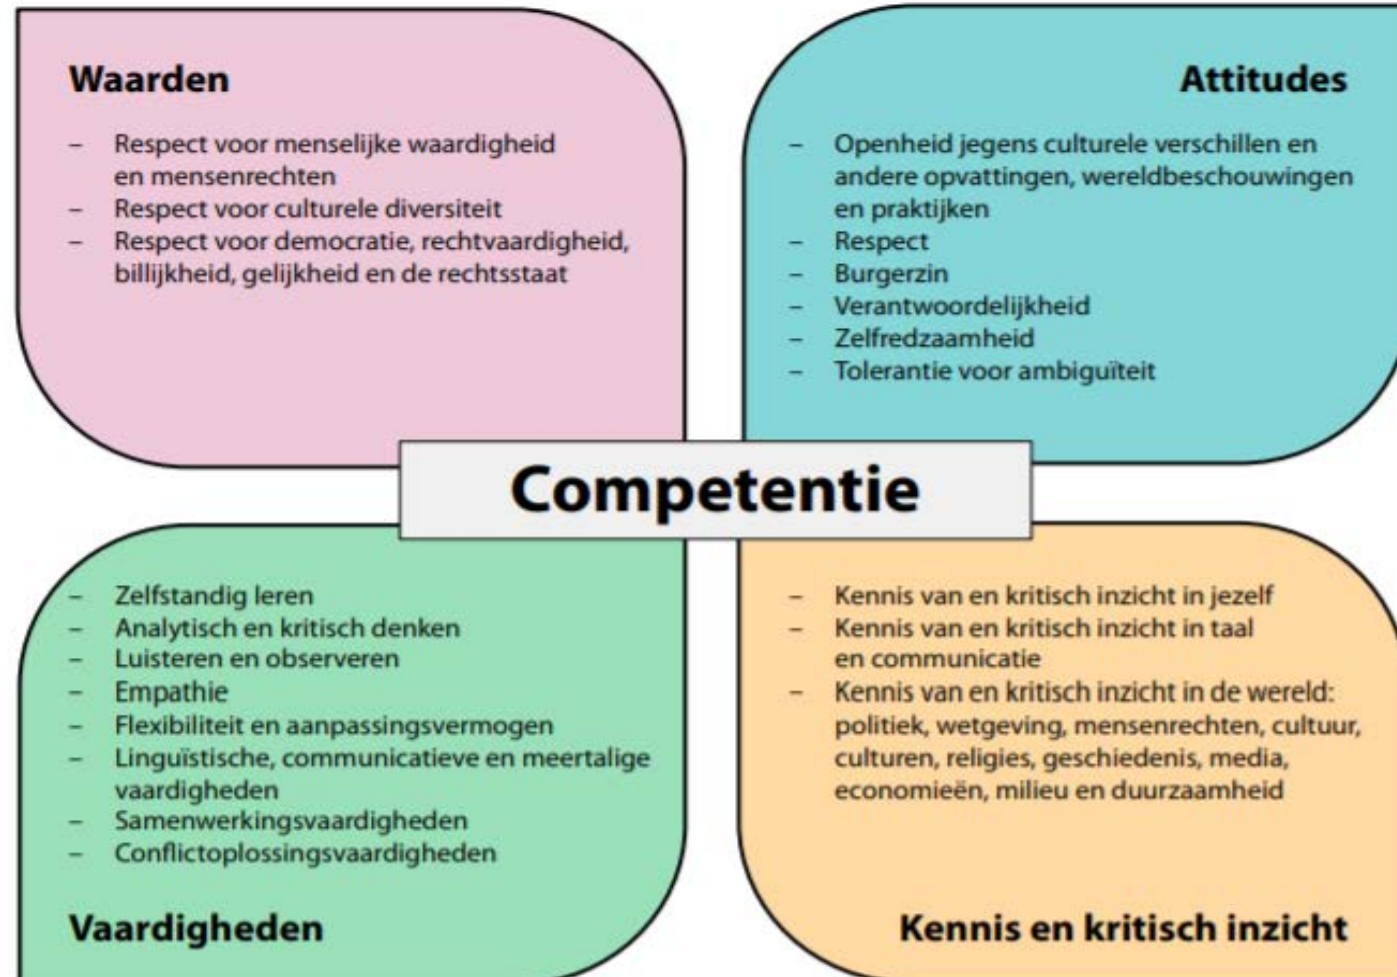 Waarden
– Respect voor menselijke waardigheid
en mensenrechten
– Respect voor culturele diversiteit
– Respect voor democratie, rechtvaardigheid,
billijkheid, gelijkheid en de rechtsstaat
Attitudes
– Openheid jegens culturele verschillen en
andere opvattingen, wereldbeschouwingen
en praktijken
– Respect
– Burgerzin
– Verantwoordelijkheid
– Zelfredzaamheid
– Tolerantie voor ambiguïteit
Competentie
– Zelfstandig leren
– Analytisch en kritisch denken
– Luisteren en observeren
– Empathie
– Flexibiliteit en aanpassingsvermogen
– Linguïstische, communicatieve en meertalige
vaardigheden
– Samenwerkingsvaardigheden
– Conflictoplossingsvaardigheden
Vaardigheden
– Kennis van en kritisch inzicht in jezelf
– Kennis van en kritisch inzicht in taal
en communicatie
– Kennis van en kritisch inzicht in de wereld:
politiek, wetgeving, mensenrechten, cultuur,
culturen, religies, geschiedenis, media,
economieën, milieu en duurzaamheid
Kennis en kritisch inzicht